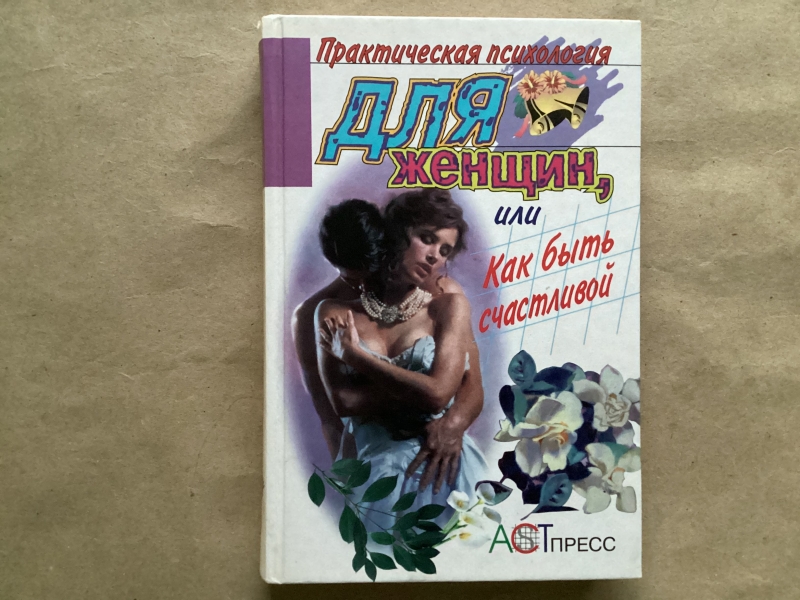 Практическая психология
для
женщин,
или
Как быть
счастливой
АСТ ПРЕСС